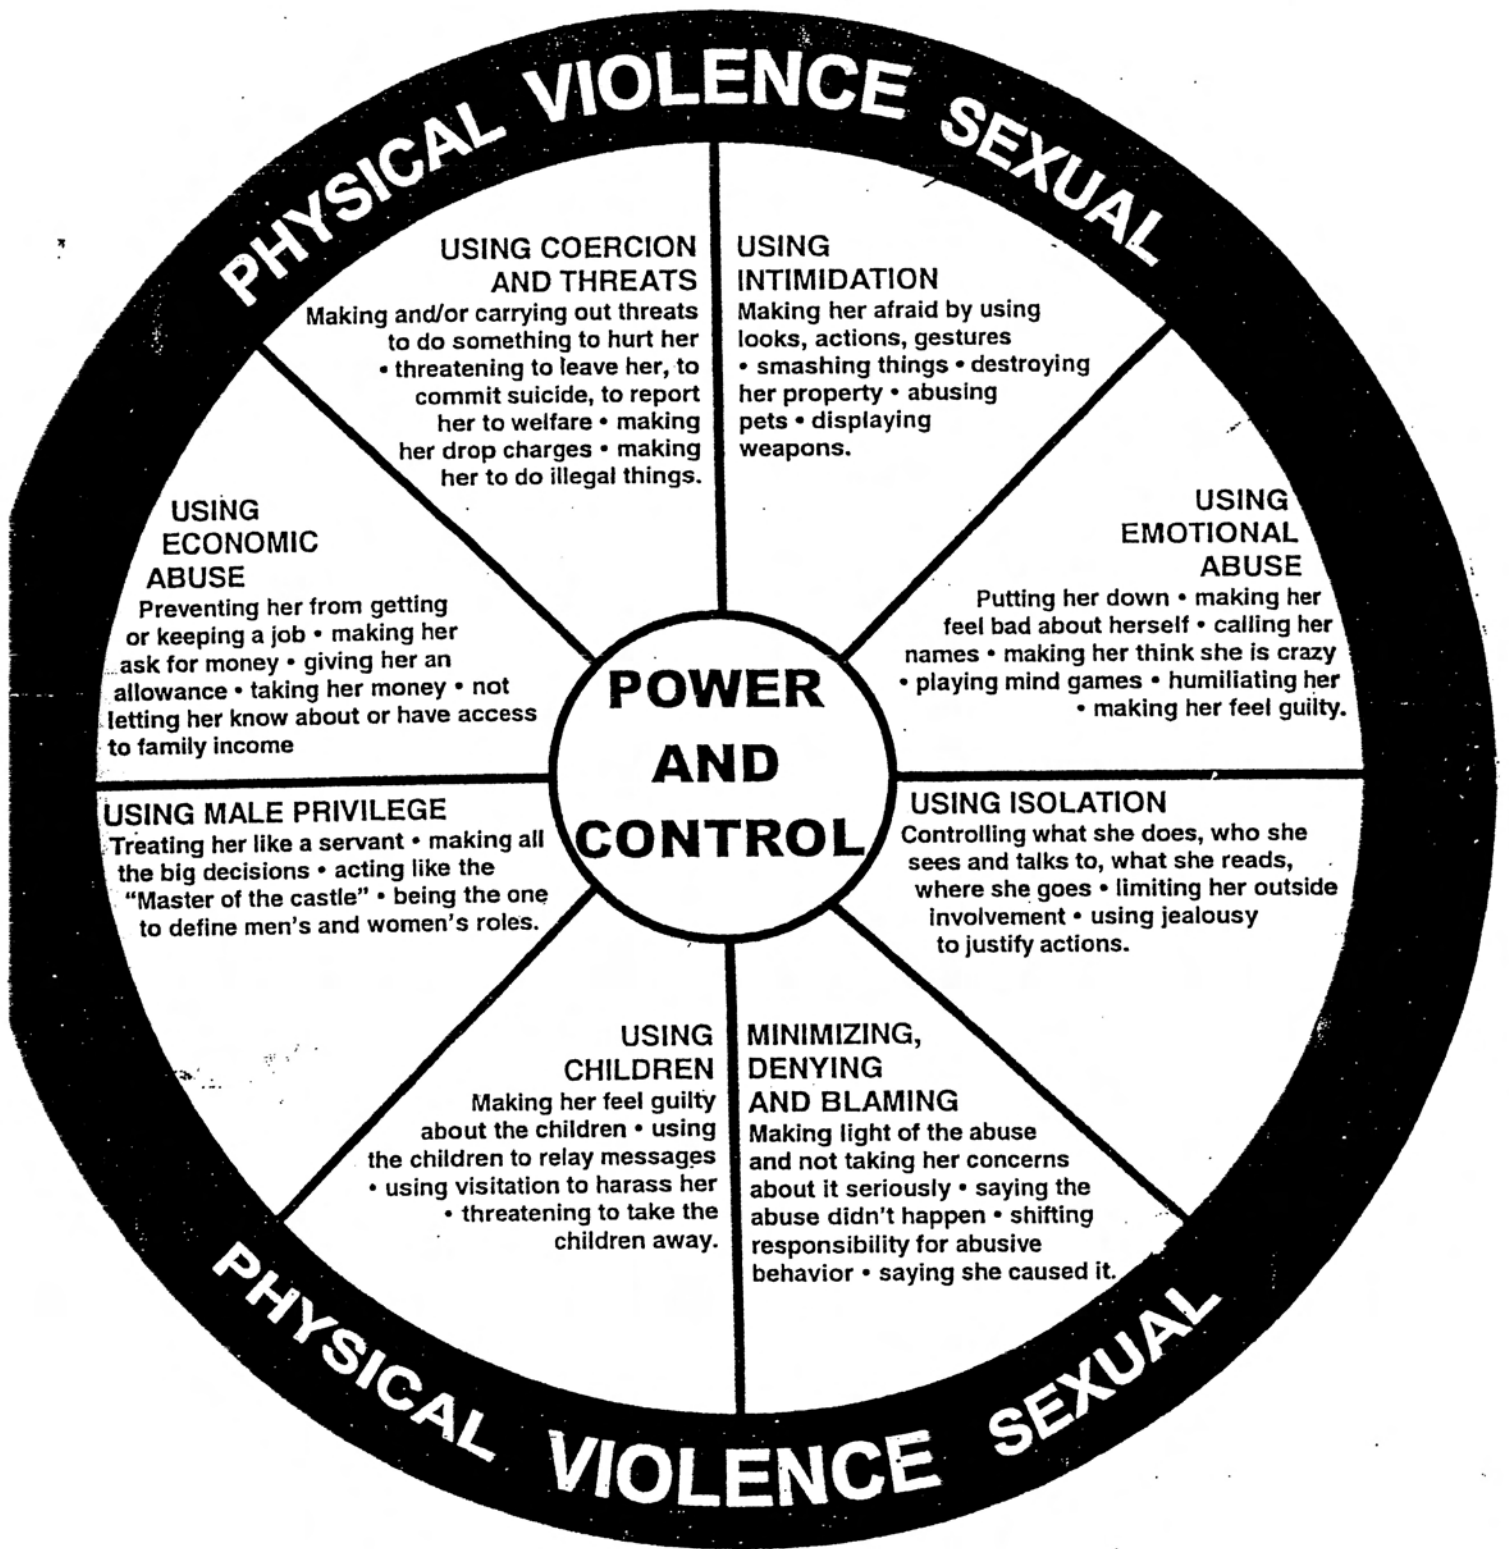 PHYSICAL VIOLENCE SEXUAL
USING COERCION
AND THREATS
Making and/or carrying out threats
to do something to hurt her
• threatening to leave her, to
commit suicide, to report
her to welfare • making
her drop charges • making
her to do illegal things.
USING
INTIMIDATION
Making her afraid by using
looks, actions, gestures
• smashing things • destroying
her property • abusing
pets • displaying
weapons.
USING
EMOTIONAL
ABUSE
Putting her down • making her
feel bad about herself • calling her
names • making her think she is crazy
• playing mind games • humiliating her
• making her feel guilty.
USING ISOLATION
Controlling what she does, who she
sees and talks to, what she reads,
where she goes • limiting her outside
involvement • using jealousy
to justify actions.
MINIMIZING,
DENYING
AND BLAMING
Making light of the abuse
and not taking her concerns
about it seriously • saying the
abuse didn't happen • shifting
responsibility for abusive
behavior • saying she caused it.
USING
CHILDREN
Making her feel guilty
about the children • using
the children to relay messages
• using visitation to harass her
• threatening to take the
children away.
USING MALE PRIVILEGE
Treating her like a servant • making all
the big decisions • acting like the
“Master of the castle” • being the one
to define men's and women's roles.
USING
ECONOMIC
ABUSE
Preventing her from getting
or keeping a job • making her
ask for money • giving her an
allowance • taking her money • not
letting her know about or have access
to family income
POWER
AND
CONTROL
PHYSICAL VIOLENCE SEXUAL